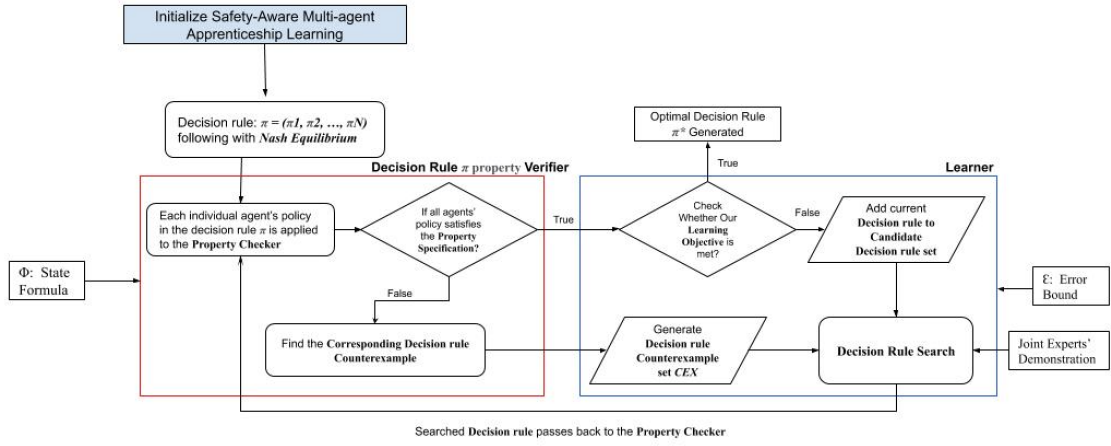 Initialize Safety-Aware Multi-agent
Apprenticeship Learning
Decision rule: π = (π1, π2, …, πN)
following with Nash Equilibrium
Optimal Decision Rule
π* Generated
True
Decision Rule π property Verifier
Learner
Each individual agent's policy
in the decision rule π is applied
to the Property Checker
If all agents'
policy satisfies
the Property
Specification?
True
Check
Whether Our
Learning
Objective is
met?
False
Add current
Decision rule to
Candidate
Decision rule set
Φ: State
Formula
False
Ɛ: Error
Bound
Find the Corresponding Decision rule
Counterexample
Generate
Decision rule
Counterexample
set CEX
Decision Rule Search
Joint Experts'
Demonstration
Searched Decision rule passes back to the Property Checker